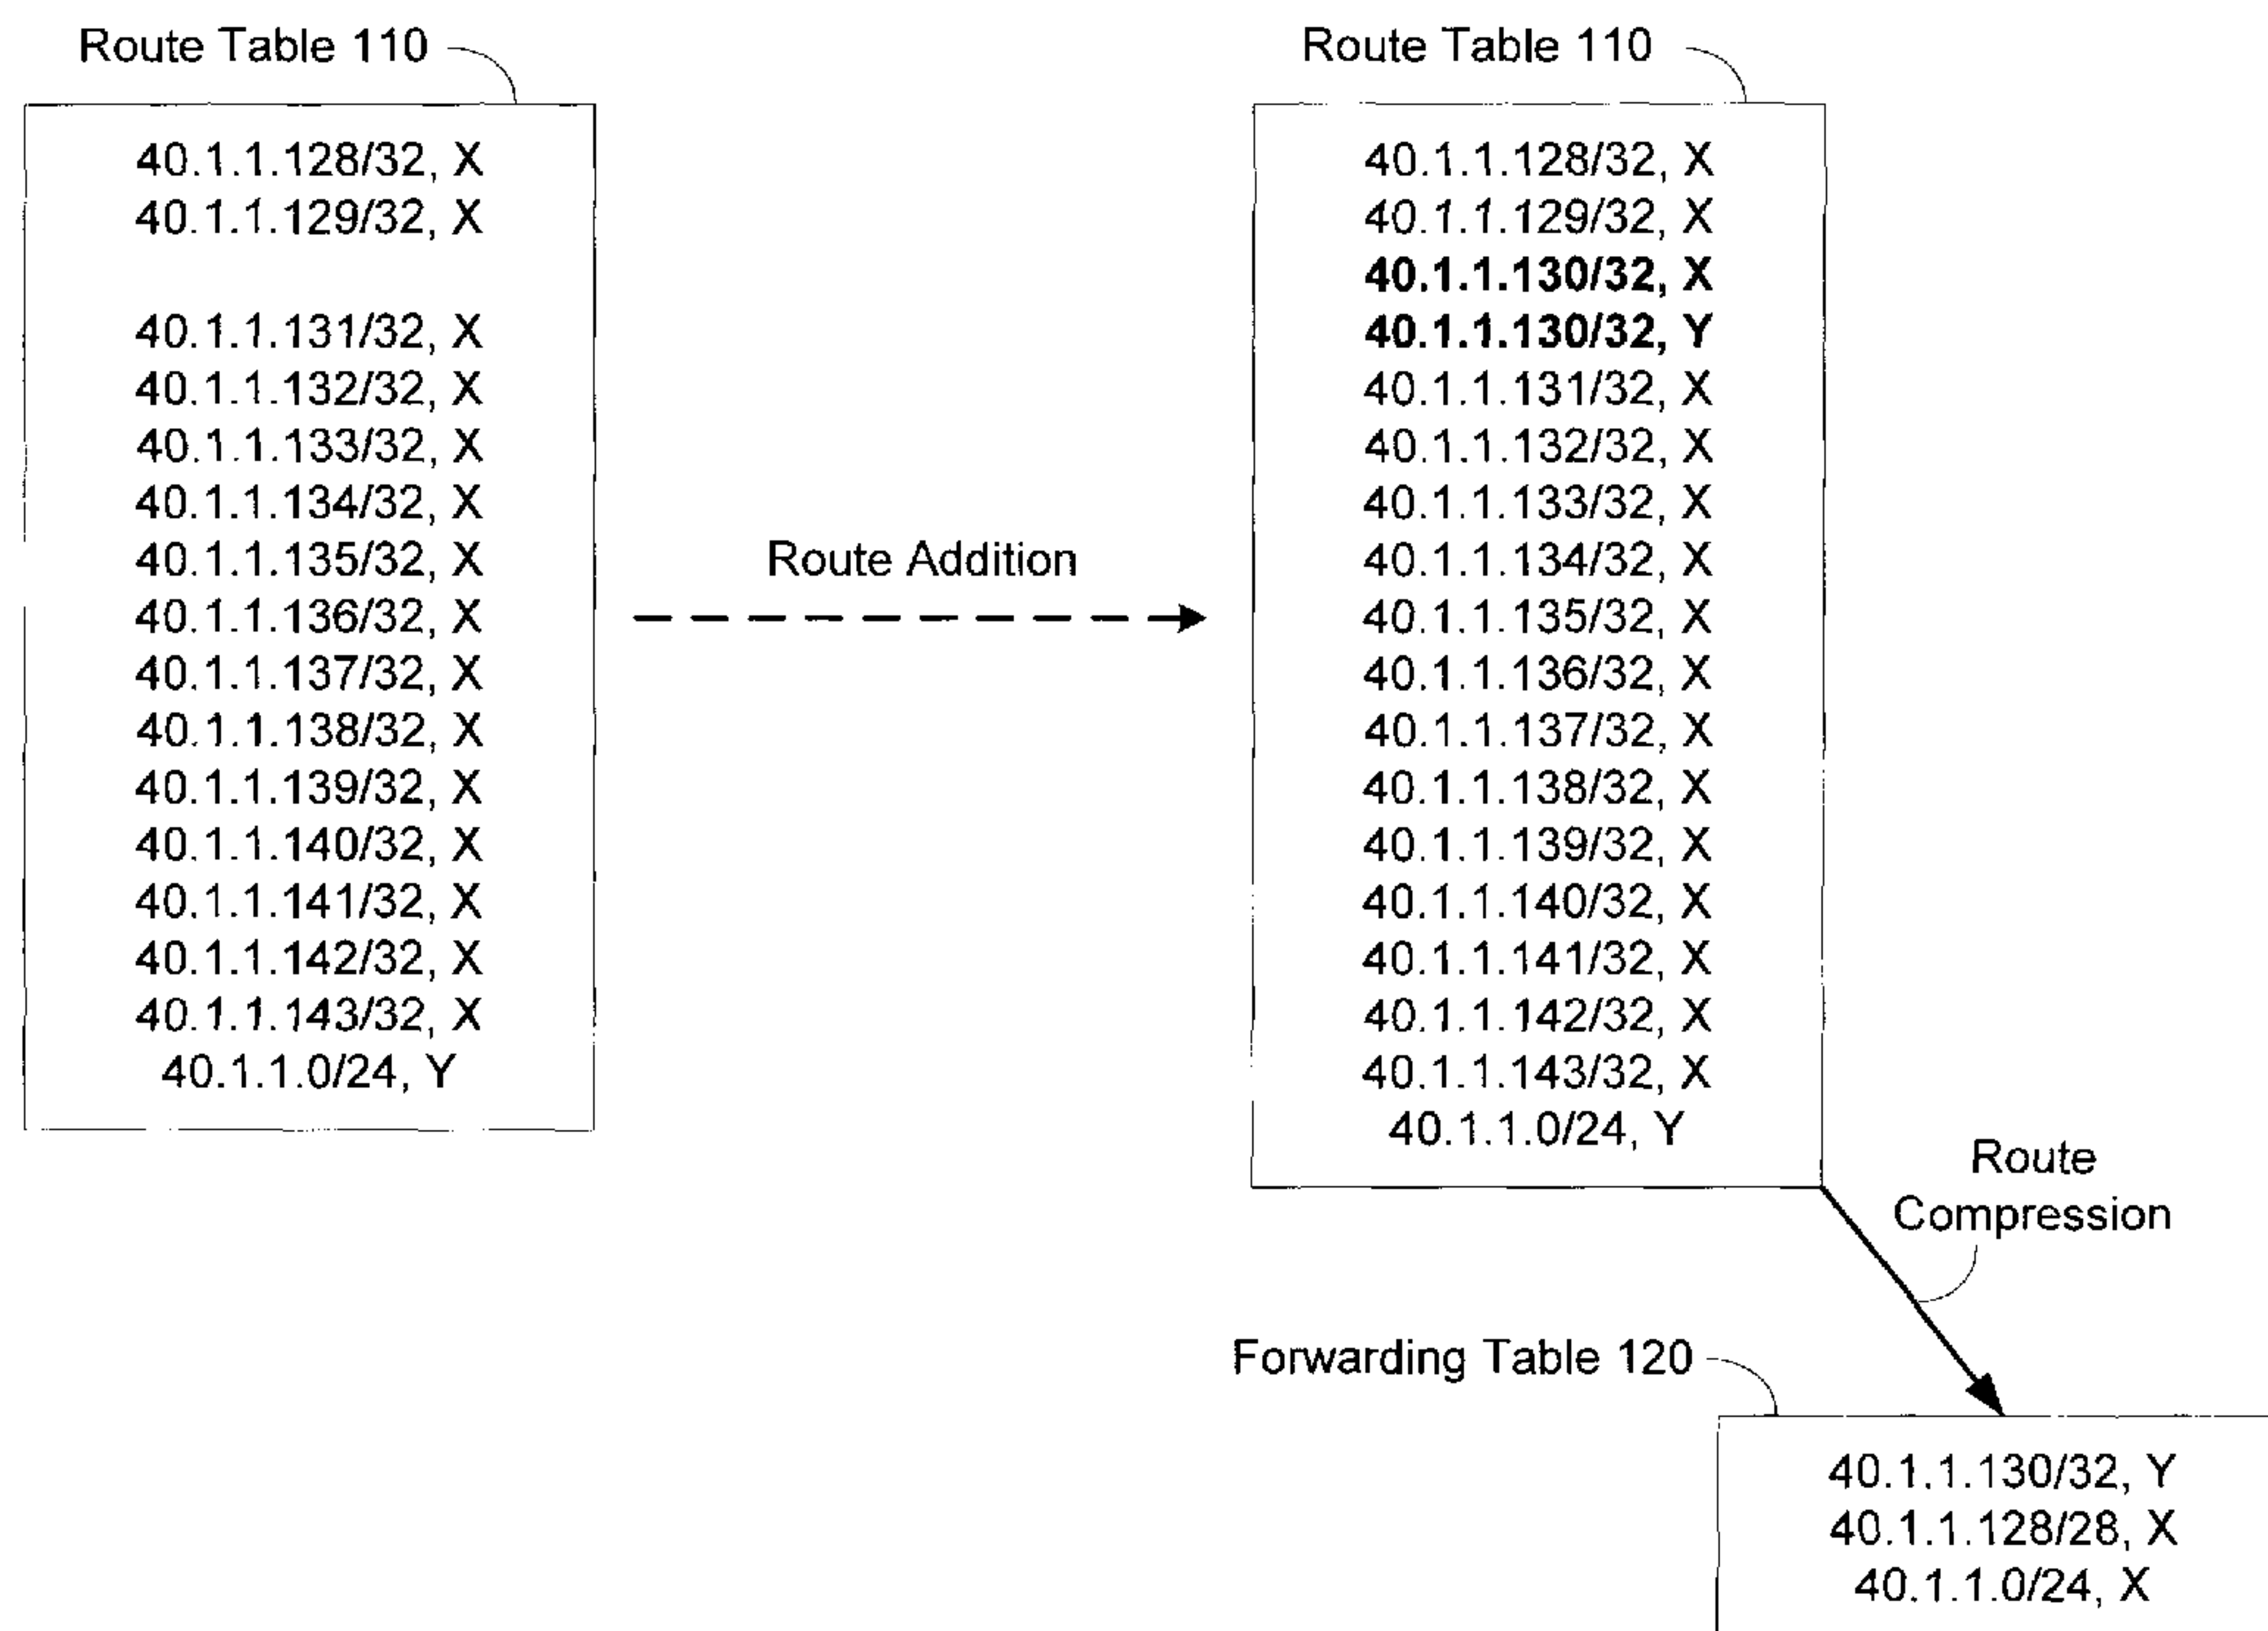 Route Table 110
40.1.1.128/32, X
40.1.1.129/32, X
40.1.1.131/32, X
40.1.1.132/32, X
40.1.1.133/32, X
40.1.1.134/32, X
40.1.1.135/32, X
40.1.1.136/32, X
40.1.1.137/32, X
40.1.1.138/32, X
40.1.1.139/32, X
40.1.1.140/32, X
40.1.1.141/32, X
40.1.1.142/32, X
40.1.1.143/32, X
40.1.1.0/24, Y
Route Addition
Route Table 110
40.1.1.128/32, X
40.1.1.129/32, X
40.1.1.130/32, X
40.1.1.130/32, Y
40.1.1.131/32, X
40.1.1.132/32, X
40.1.1.133/32, X
40.1.1.134/32, X
40.1.1.135/32, X
40.1.1.136/32, X
40.1.1.137/32, X
40.1.1.138/32, X
40.1.1.139/32, X
40.1.1.140/32, X
40.1.1.141/32, X
40.1.1.142/32, X
40.1.1.143/32, X
40.1.1.0/24, Y
Route
Compression
Forwarding Table 120
40.1.1.130/32, Y
40.1.1.128/28, X
40.1.1.0/24, X